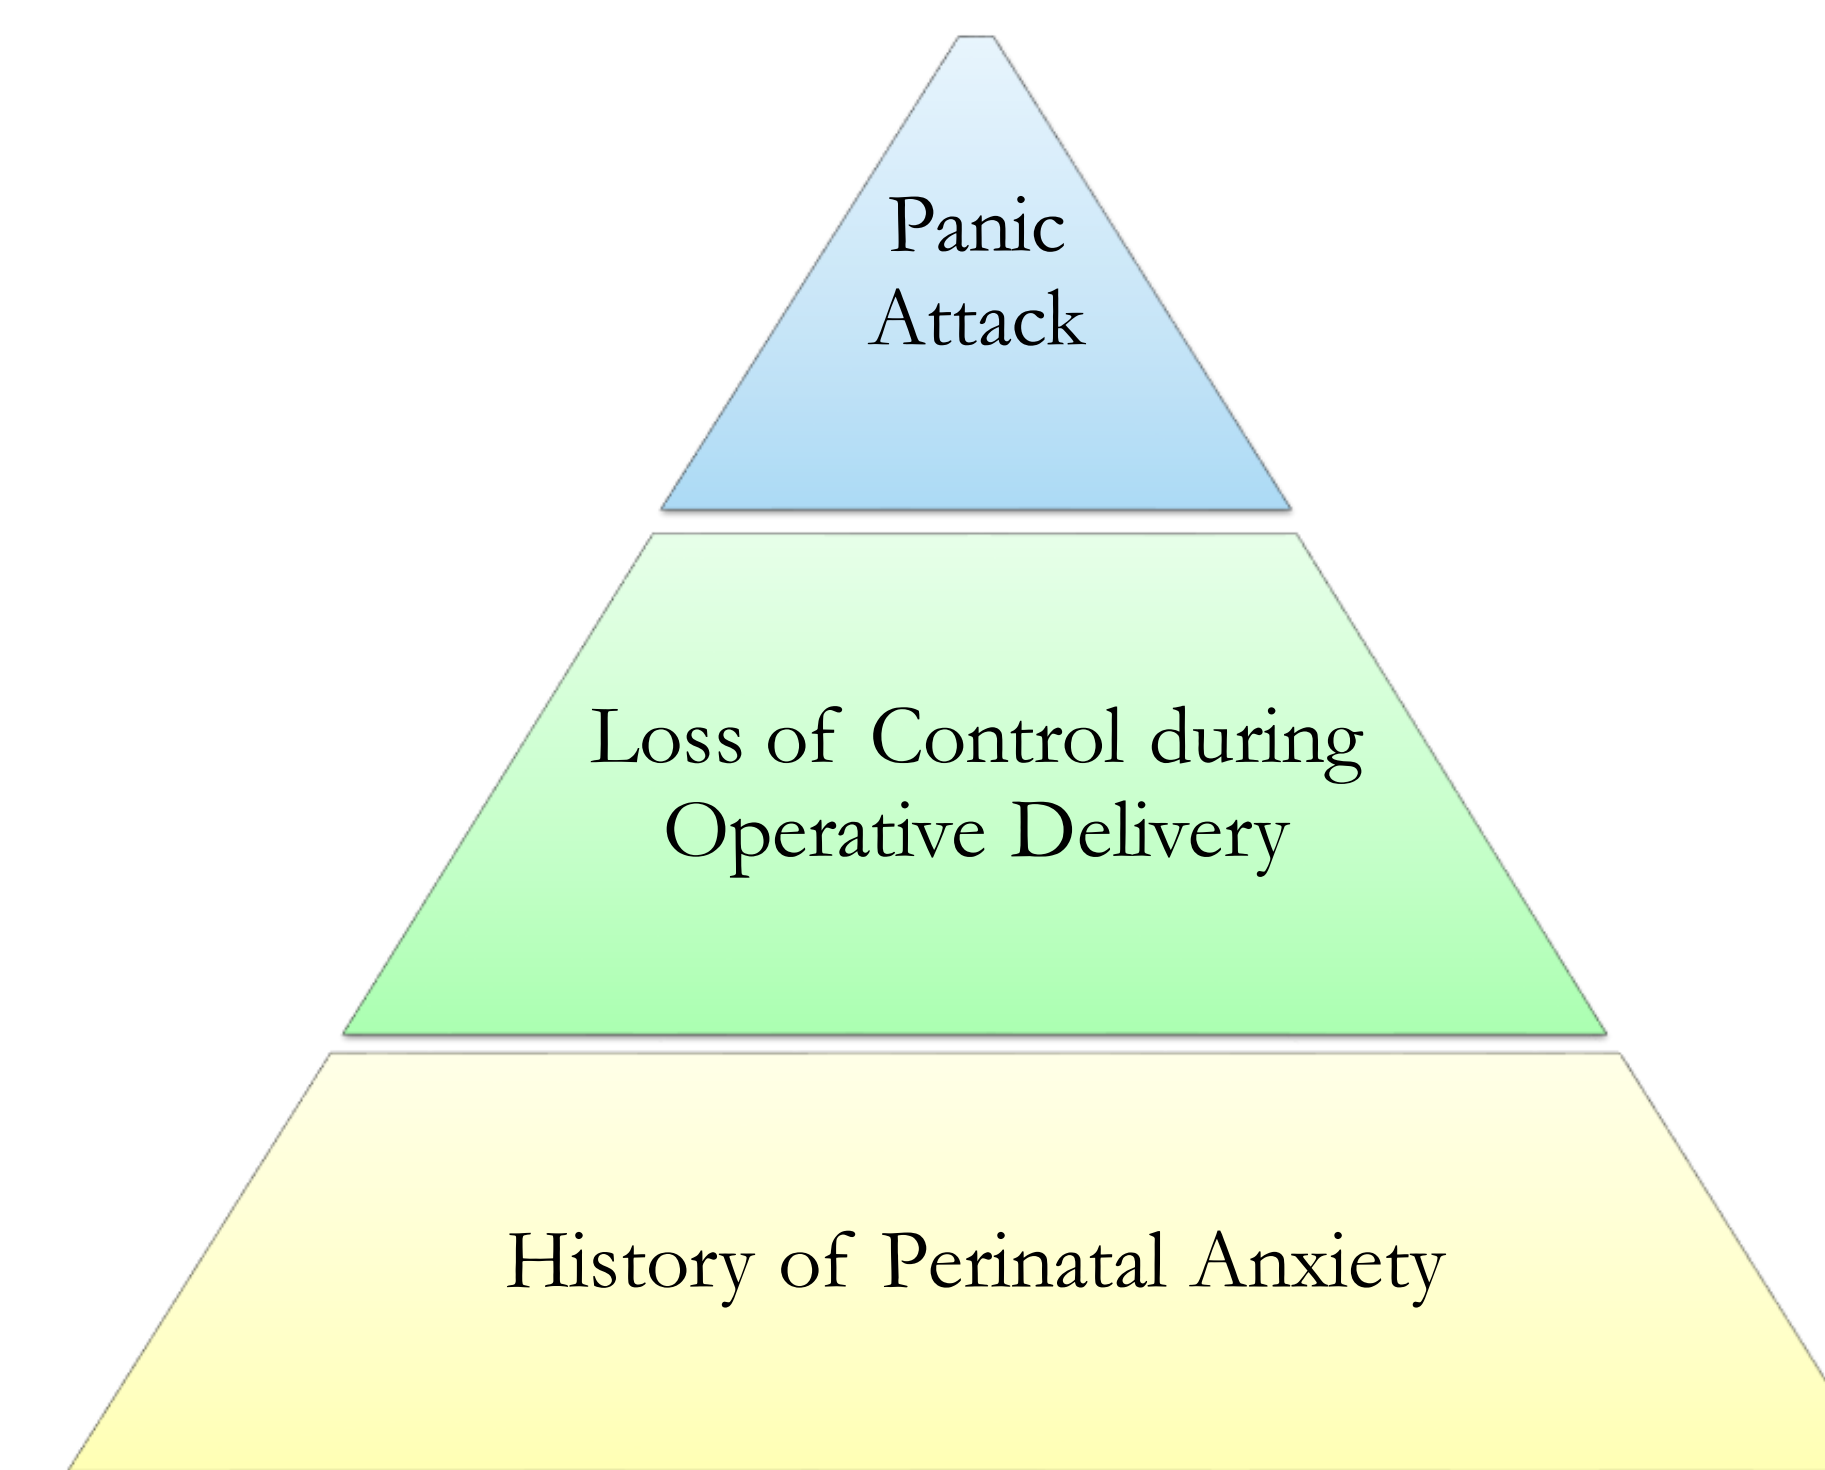 Panic
Attack
Loss of Control during
Operative Delivery
History of Perinatal Anxiety